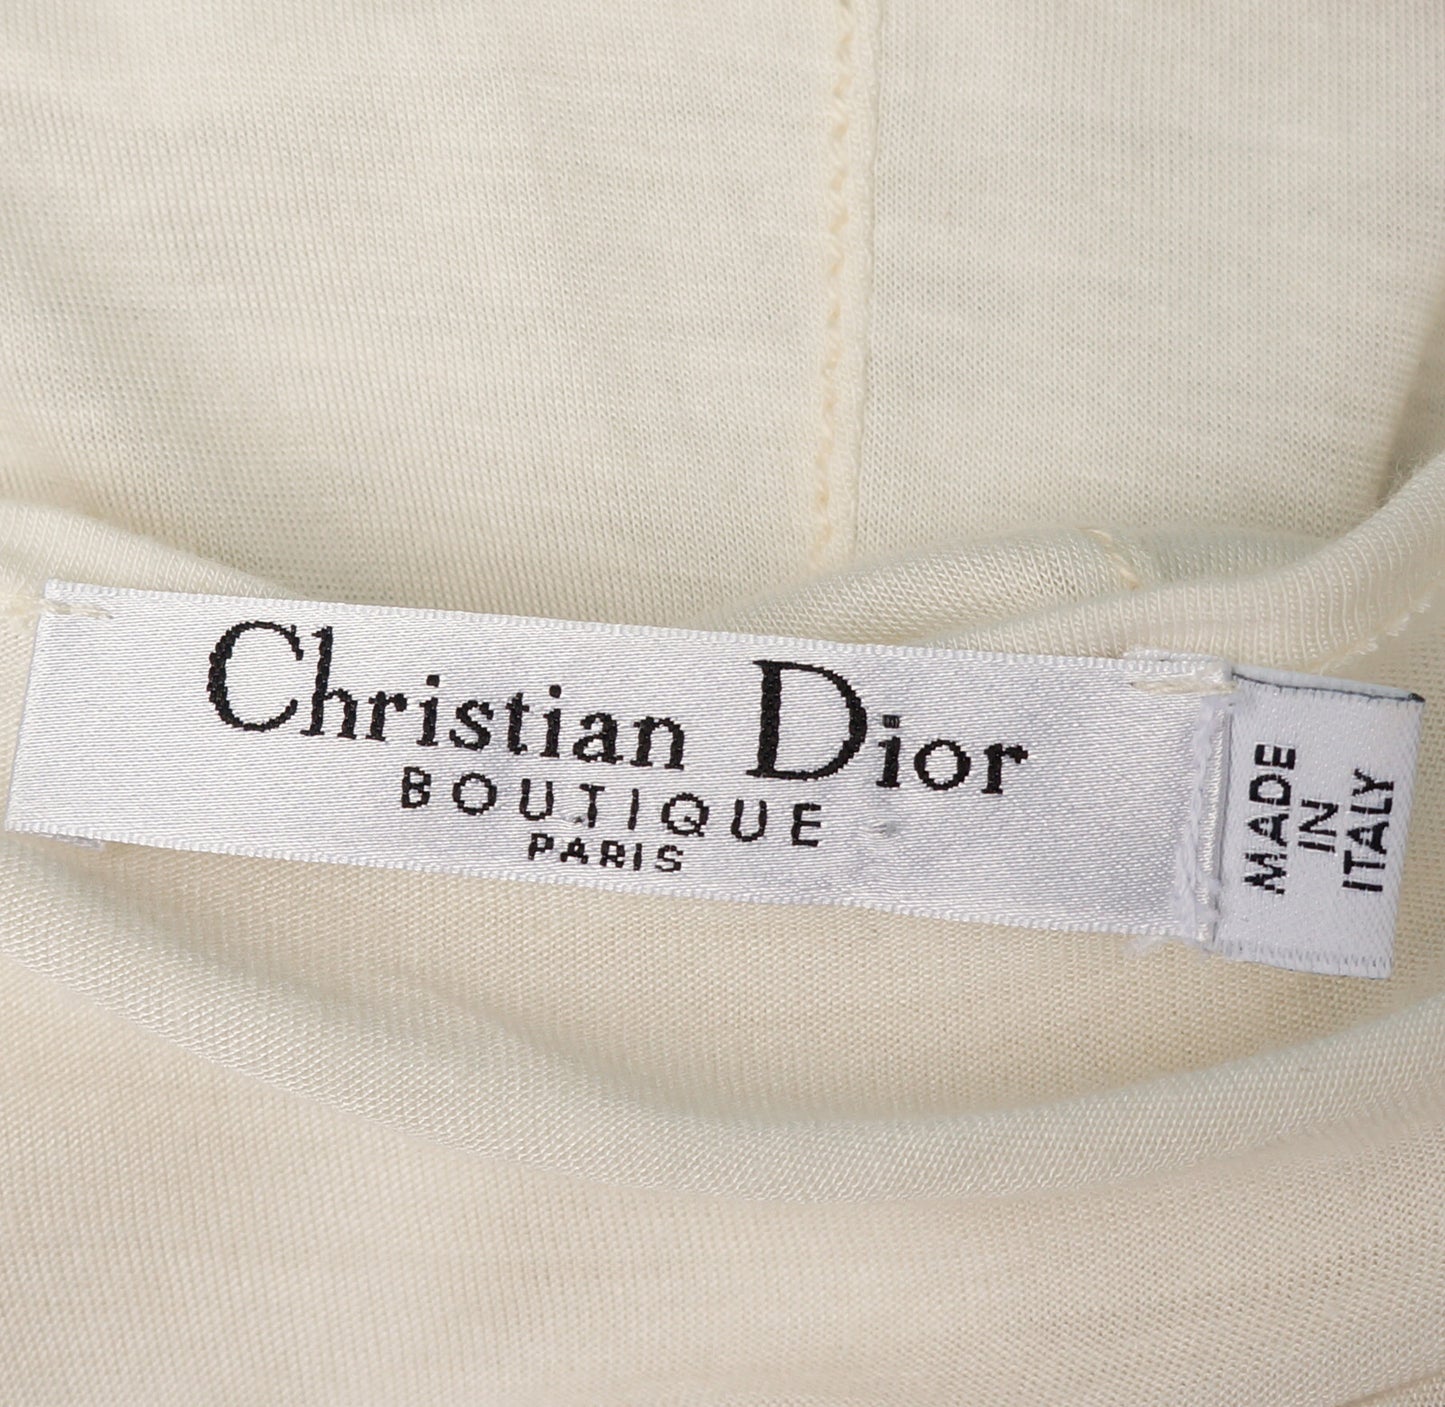 Christian Dior
BOUTIQUE
PARIS
MADE
IN
ITALY